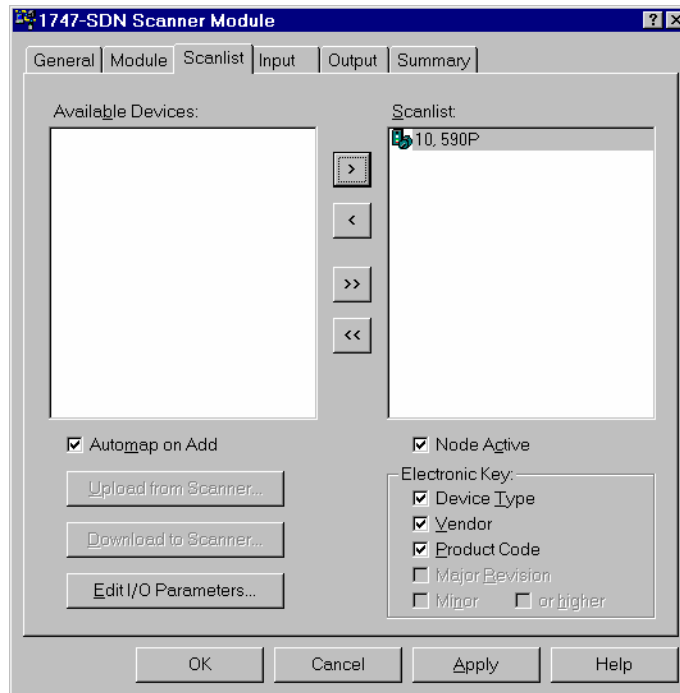 1747-SDN Scanner Module
General Module Scanlist Input Output Summary
Available Devices:
Scanlist:
10, 590P
>
<
>>
<<
Automap on Add
Node Active
Upload from Scanner...
Electronic Key:
Device Type
Vendor
Download to Scanner...
Product Code
Major Revision
Edit I/O Parameters...
Minor or higher
OK Cancel Apply Help